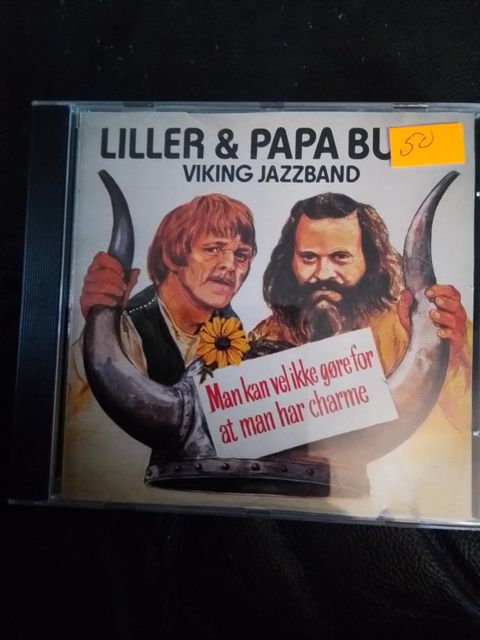 LILLER & PAPA BU
50
VIKING JAZZBAND
Man kan vel ikke gøre for
at man har charme